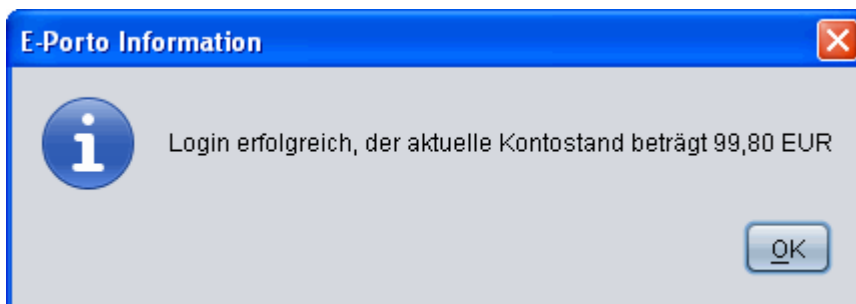 E-Porto Information
Login erfolgreich, der aktuelle Kontostand beträgt 99,80 EUR
OK